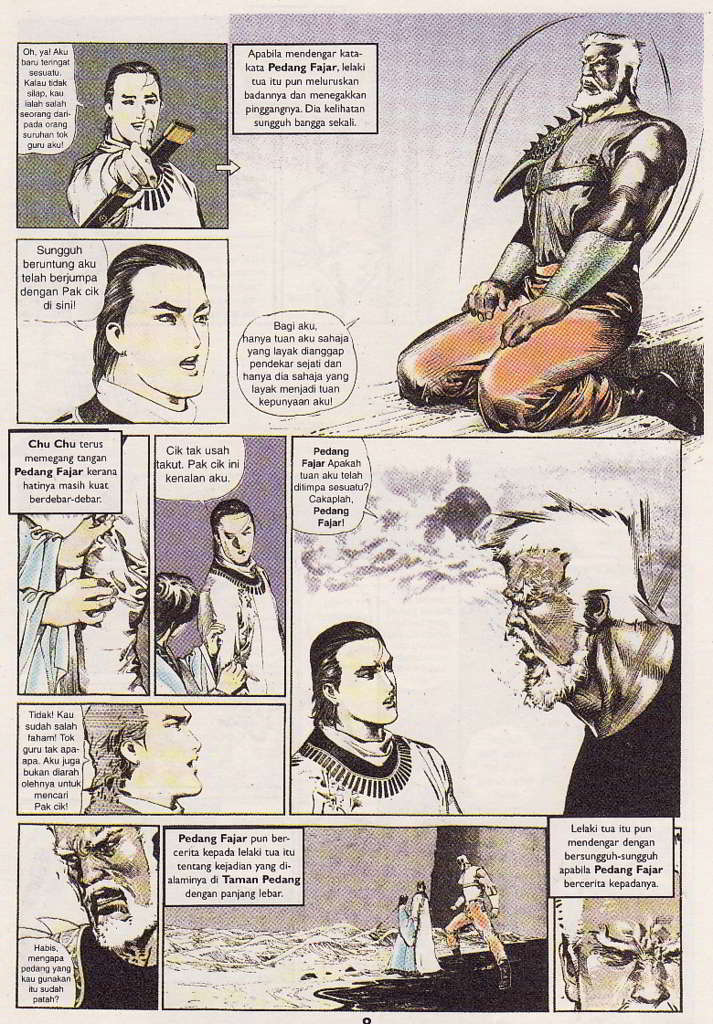 Oh, ya! Aku
baru teringat
sesuatu.
Kalau tidak
silap, kau
ialah salah
seorang dari-
pada orang
suruhan tok
guru aku!
Apabila mendengar kata-
kata Pedang Fajar, lelaki
tua itu pun meluruskan
badannya dan menegakkan
pinggangnya. Dia kelihatan
sungguh bangga sekali.
Sungguh
beruntung aku
telah berjumpa
dengan Pak cik
di sini!
Bagi aku,
hanya tuan aku sahaja
yang layak dianggap
pendekar sejati dan
hanya dia sahaja yang
layak menjadi tuan
kepunyaan aku!
Chu Chu terus
memegang tangan
Pedang Fajar kerana
hatinya masih kuat
berdebar-debar.
Cik tak usah
takut. Pak cik ini
kenalan aku.
Pedang
Fajar Apakah
tuan aku telah
ditimpa sesuatu?
Cakaplah,
Pedang
Fajar!
Tidak! Kau
sudah salah
faham! Tok
guru tak apa-
apa. Aku juga
bukan diarah
olehnya untuk
mencari
Pak cik!
Habis,
mengapa
pedang yang
kau gunakan
itu sudah
patah?
Pedang Fajar pun ber-
cerita kepada lelaki tua itu
tentang kejadian yang di-
alaminya di Taman Pedang
dengan panjang lebar.
Lelaki tua itu pun
mendengar dengan
bersungguh-sungguh
apabila Pedang Fajar
bercerita kepadanya.